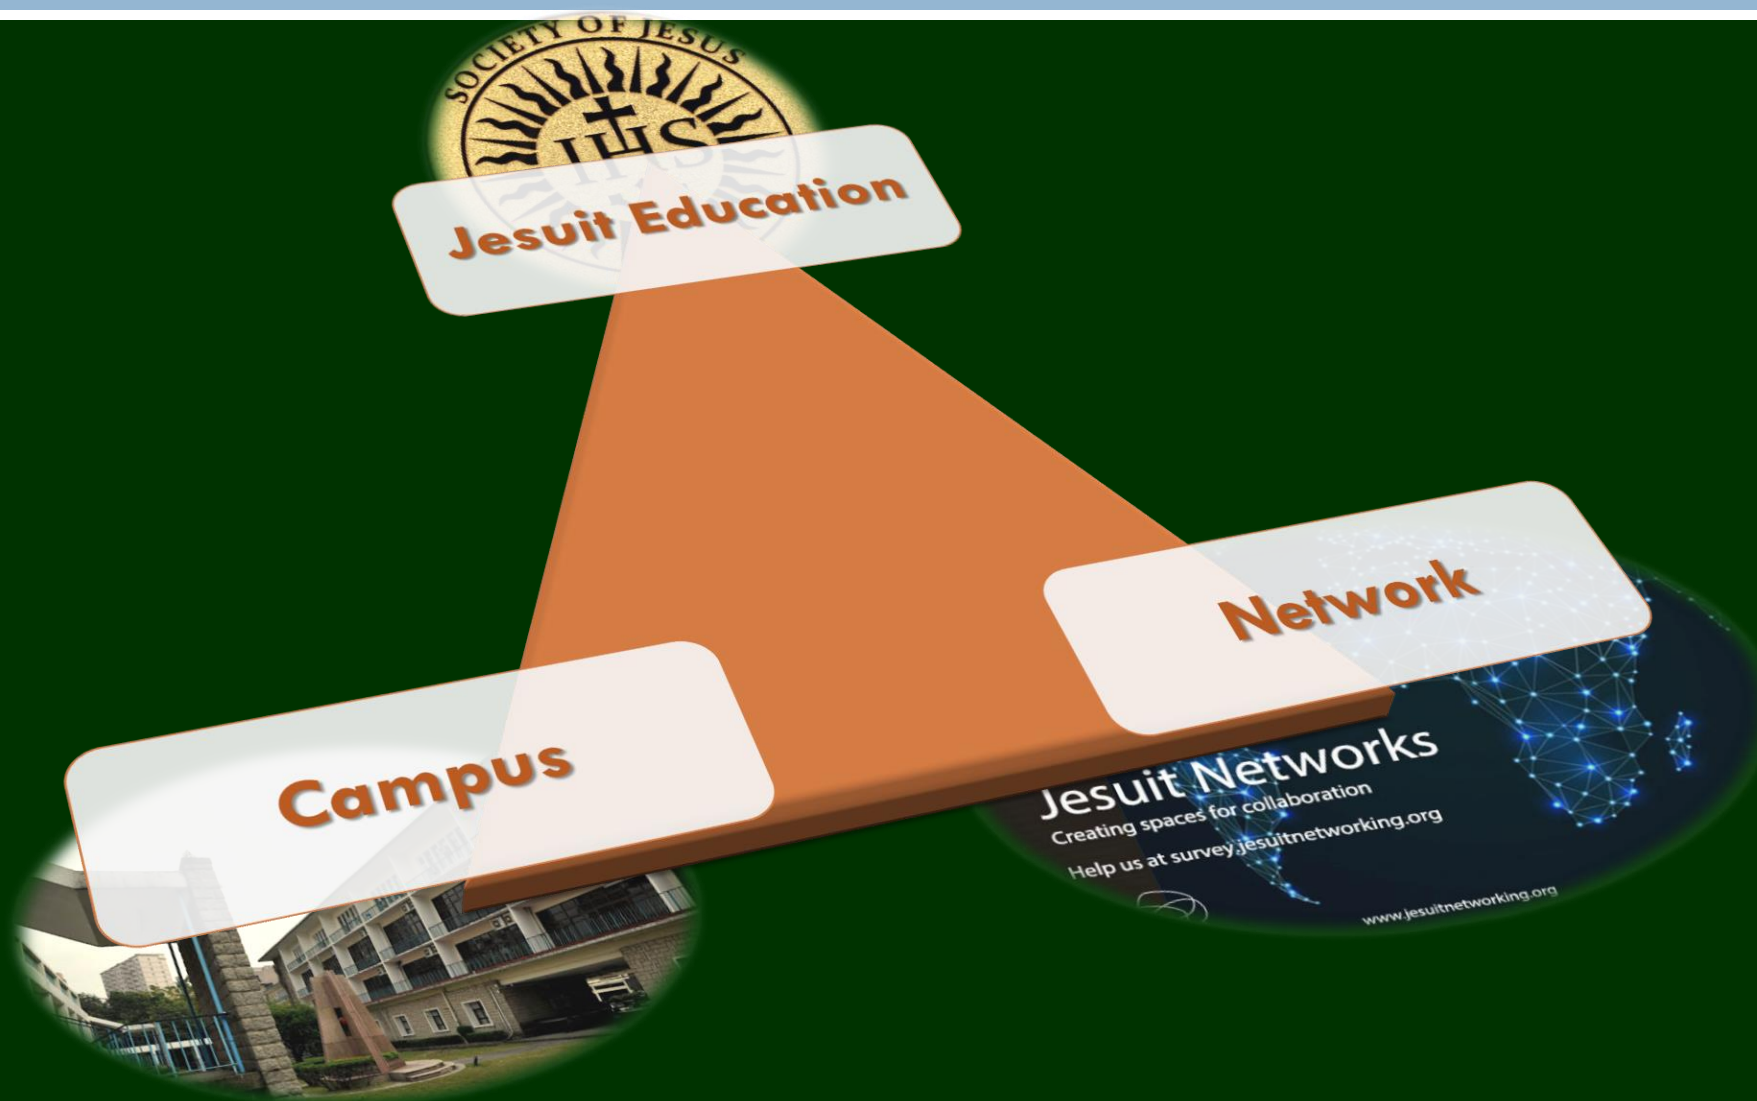 SOCIETY OF JESUS
IHS
Jesuit Education
Network
Campus
Jesuit Networks
Creating spaces for collaboration
Help us at survey.jesuitnetworking.org
www.jesuitnetworking.org